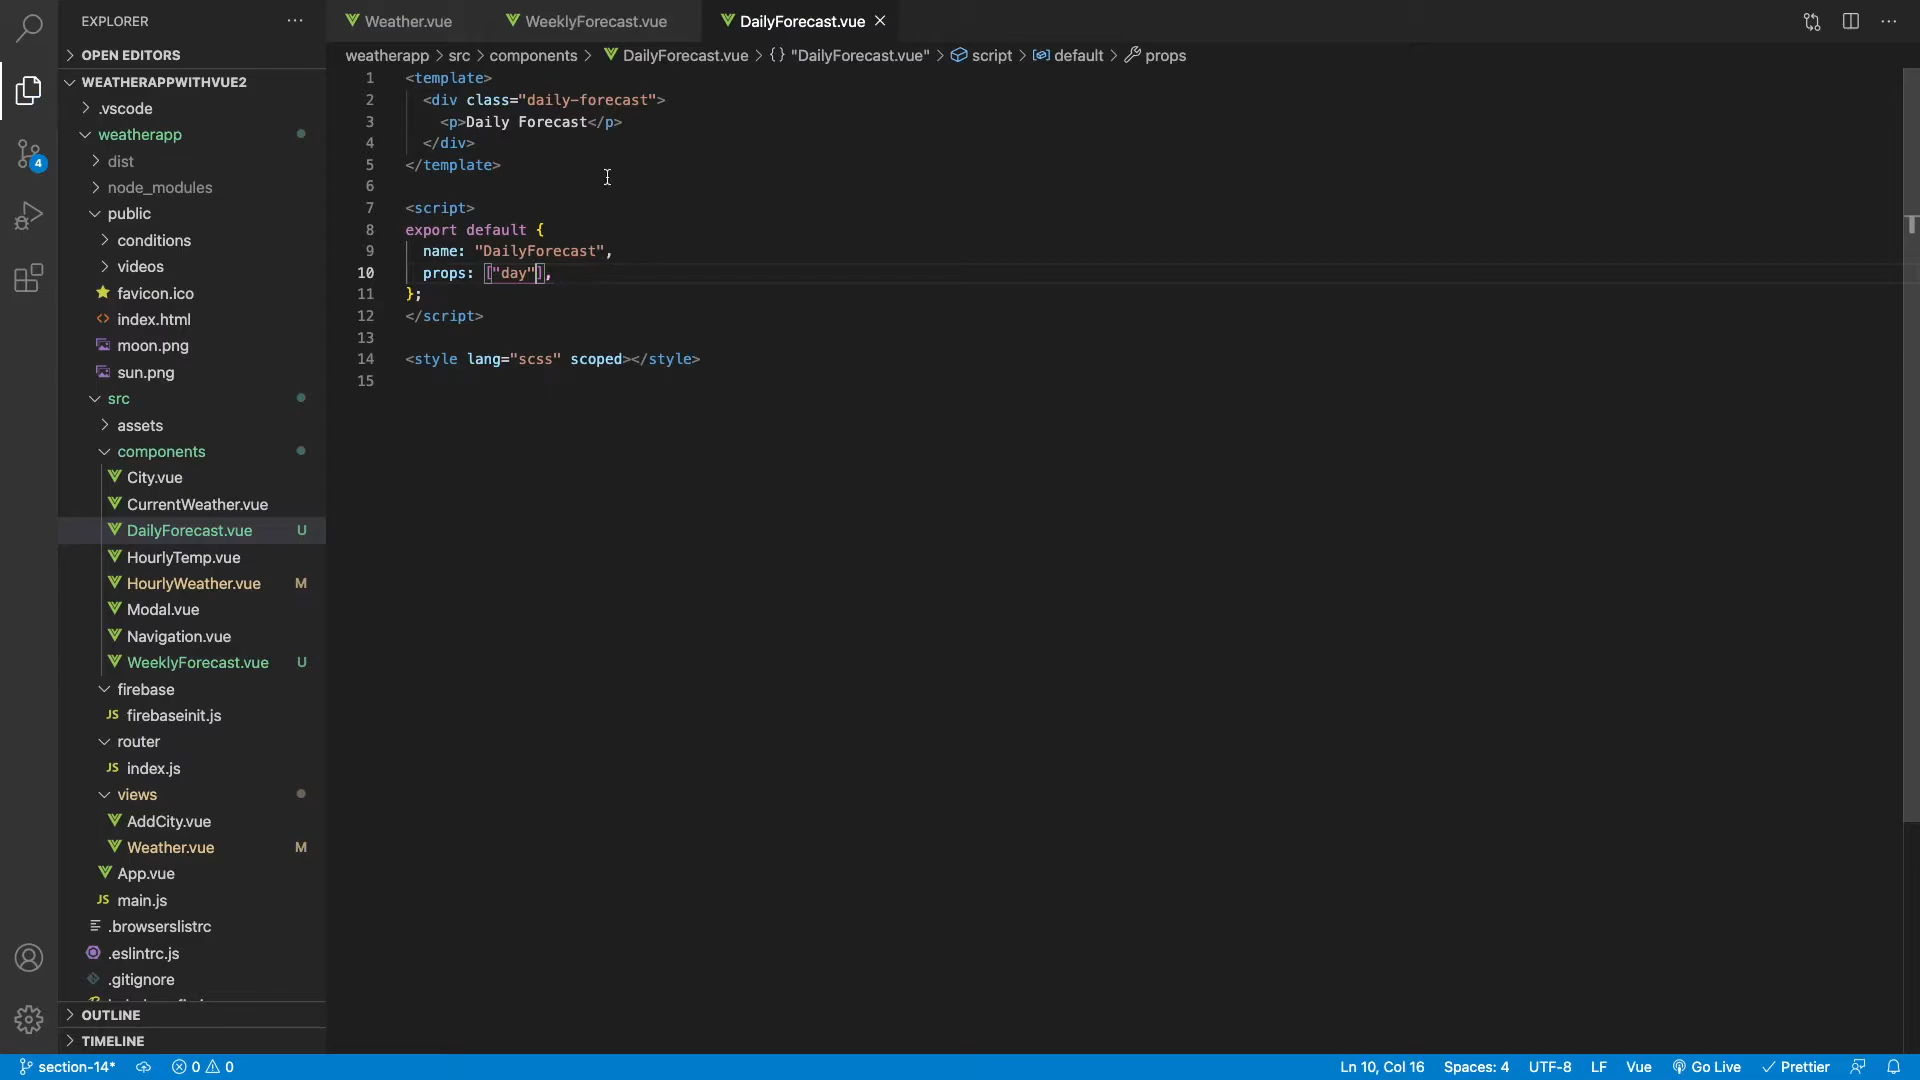 EXPLORER
Weather.vue
WeeklyForecast.vue
DailyForecast.vue
OPEN EDITORS
weatherapp > src > components > DailyForecast.vue > {} "DailyForecast.vue" > script > default > props
WEATHERAPPWITHVUE2
.vscode
weatherapp
dist
node_modules
public
conditions
videos
favicon.ico
index.html
moon.png
sun.png
src
assets
components
City.vue
CurrentWeather.vue
DailyForecast.vue U
HourlyTemp.vue
HourlyWeather.vue M
Modal.vue
Navigation.vue
WeeklyForecast.vue U
firebase
JS firebaseinit.js
router
JS index.js
views
AddCity.vue
Weather.vue M
App.vue
JS main.js
.browserslistrc
.eslintrc.js
.gitignore
OUTLINE
TIMELINE
4
1 <template>
2 <div class="daily-forecast">
3 <p>Daily Forecast</p>
4 </div>
5 </template>
6
7 <script>
8 export default {
9 name: "DailyForecast",
10 props: ["day"],
11 };
12 </script>
13
14 <style lang="scss" scoped></style>
15
section-14* 0 0 Ln 10, Col 16 Spaces: 4 UTF-8 LF Vue Go Live Prettier